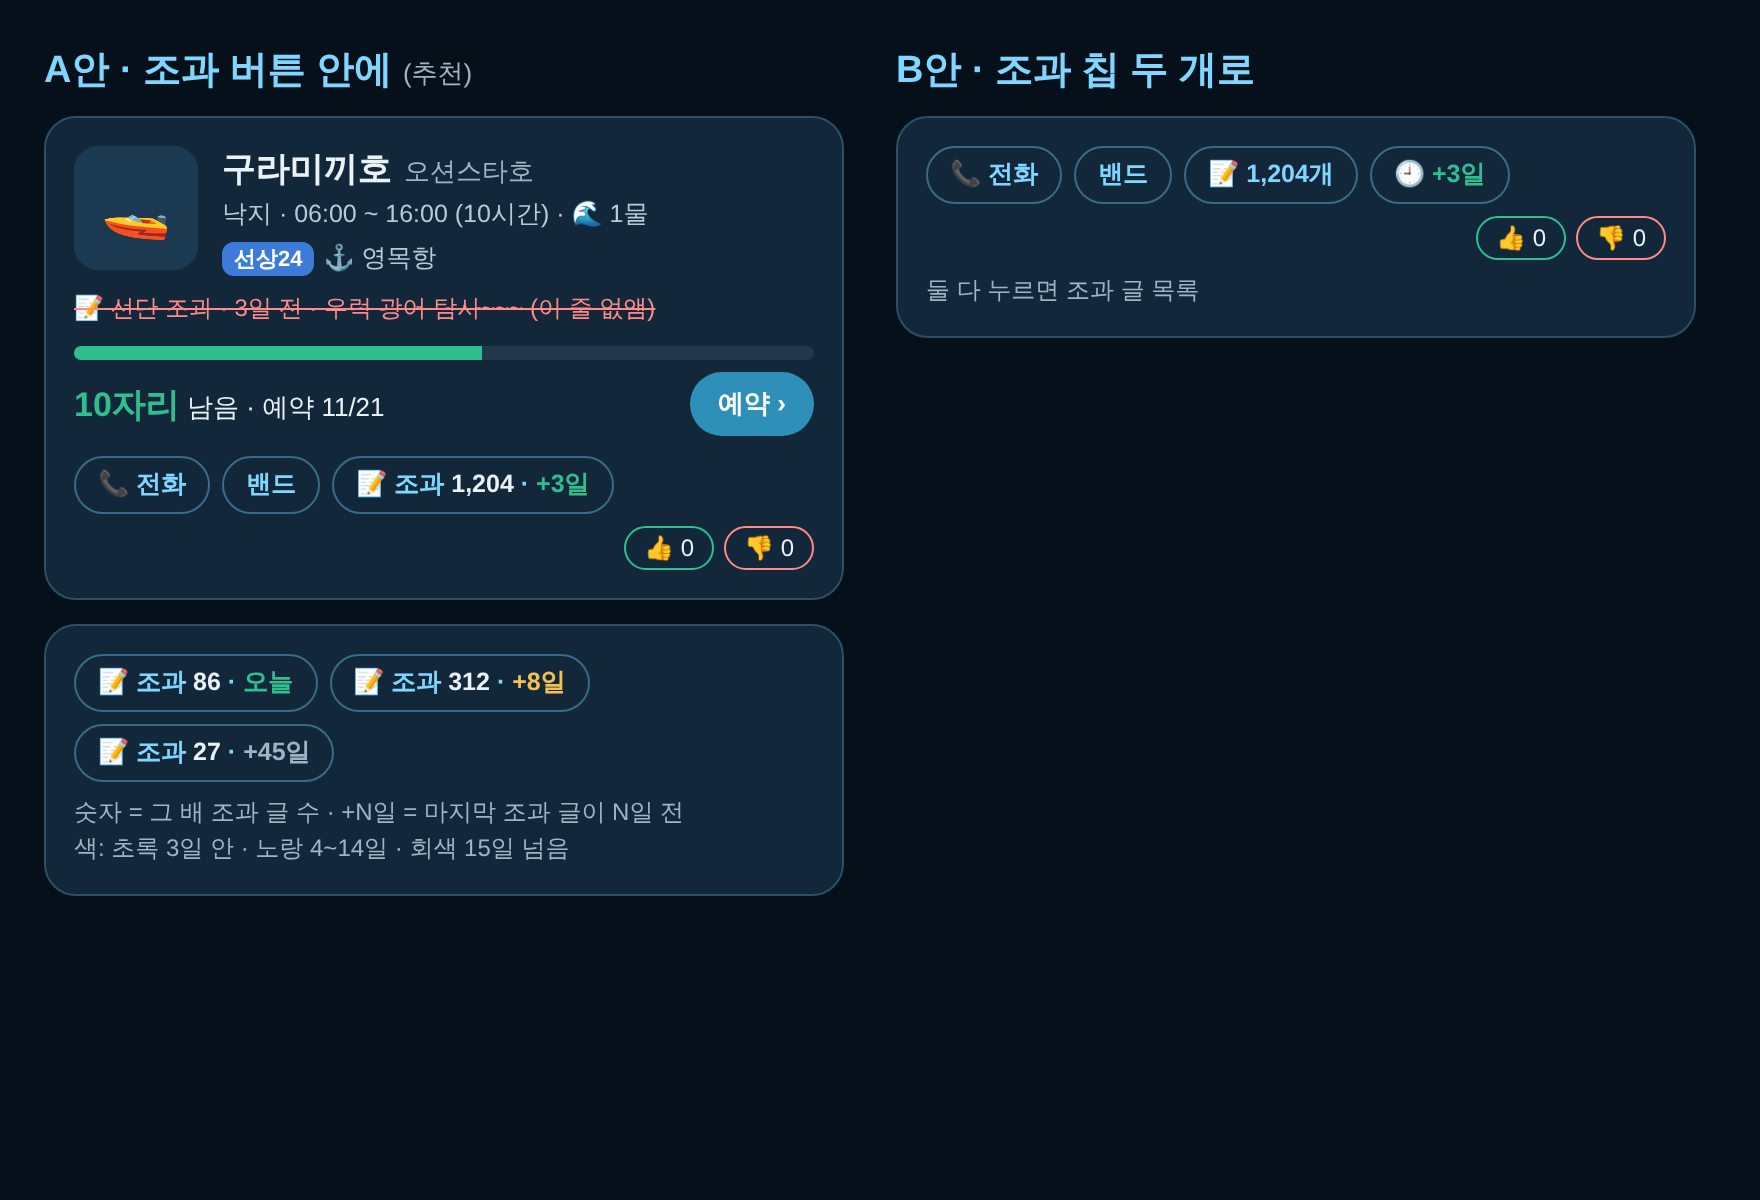 A안 · 조과 버튼 안에 (추천)
구라미끼호 오션스타호
낙지 · 06:00 ~ 16:00 (10시간) · 🌊 1물
선상24 ⚓ 영목항
📝 선단 조과 · 3일 전 · 우럭 광어 탐사~~~ (이 줄 없앰)
10자리 남음 · 예약 11/21
예약 ›
📞 전화 밴드 📝 조과 1,204 · +3일
👍 0 👎 0
📝 조과 86 · 오늘 📝 조과 312 · +8일
📝 조과 27 · +45일
숫자 = 그 배 조과 글 수 · +N일 = 마지막 조과 글이 N일 전
색: 초록 3일 안 · 노랑 4~14일 · 회색 15일 넘음
B안 · 조과 칩 두 개로
📞 전화 밴드 📝 1,204개 🕘 +3일
👍 0 👎 0
둘 다 누르면 조과 글 목록